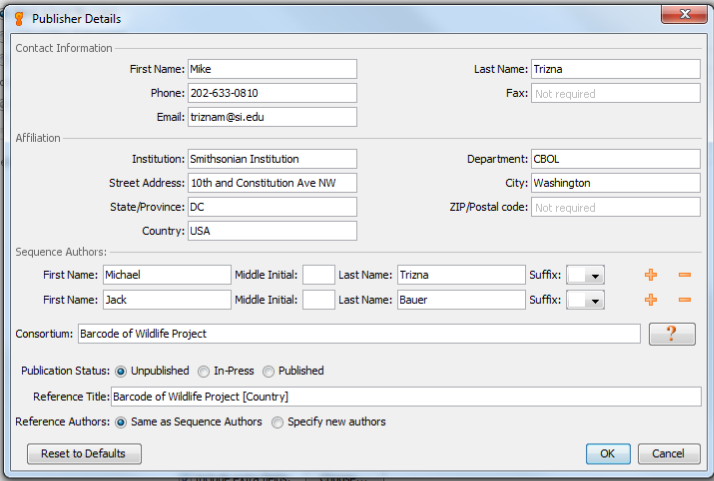 Publisher Details
Contact Information
First Name: Mike Last Name: Trizna
Phone: 202-633-0810 Fax: Not required
Email: triznam@si.edu
Affiliation
Institution: Smithsonian Institution Department: CBOL
Street Address: 10th and Constitution Ave NW City: Washington
State/Province: DC ZIP/Postal code: Not required
Country: USA
Sequence Authors:
First Name: Michael Middle Initial: Last Name: Trizna Suffix:
First Name: Jack Middle Initial: Last Name: Bauer Suffix:
Consortium: Barcode of Wildlife Project ?
Publication Status: Unpublished In-Press Published
Reference Title: Barcode of Wildlife Project [Country]
Reference Authors: Same as Sequence Authors Specify new authors
Reset to Defaults OK Cancel